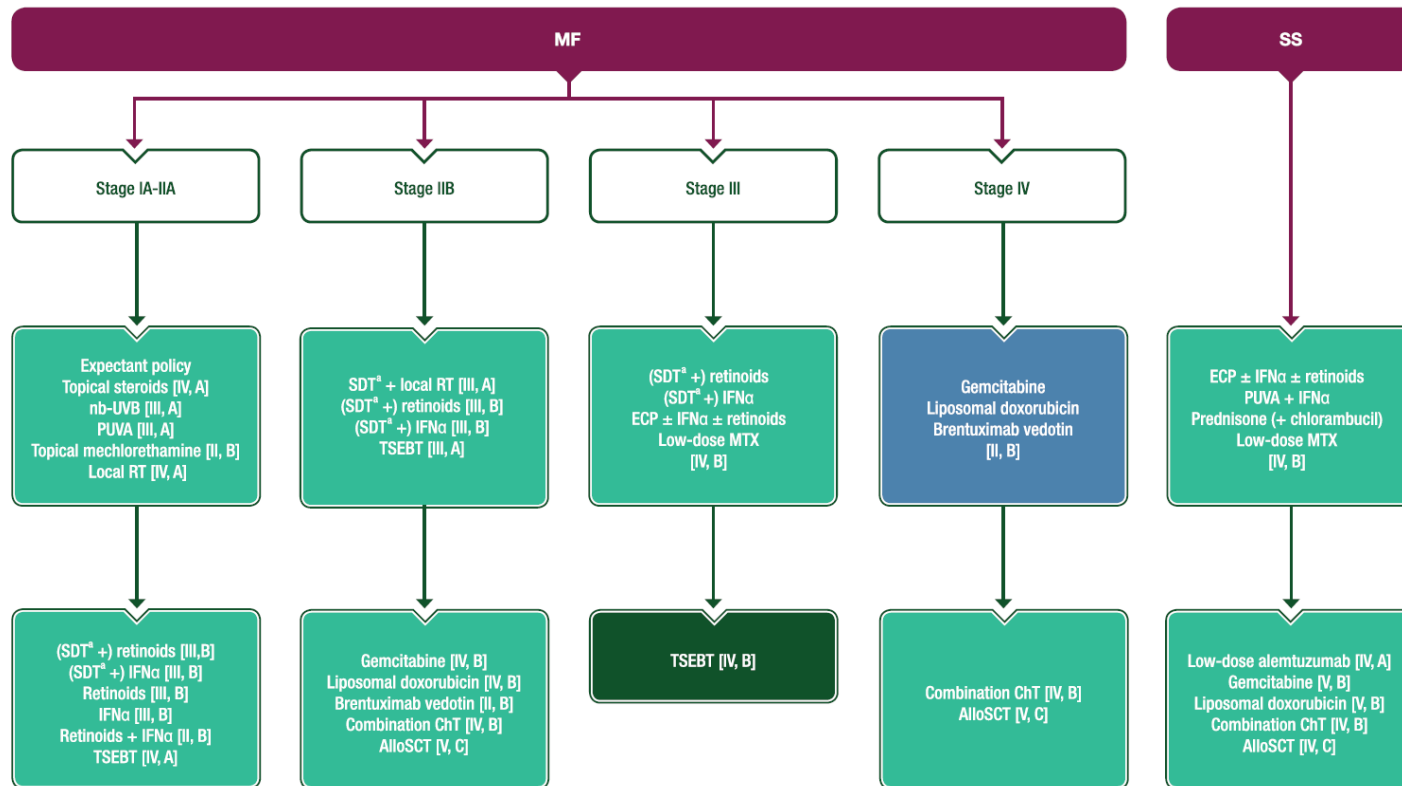 MF
SS
Stage IA-IIA
Stage IIB
Stage III
Stage IV
Expectant policy
Topical steroids [IV, A]
nb-UVB [III, A]
PUVA [III, A]
Topical mechlorethamine [II, B]
Local RT [IV, A]
SDTᵃ + local RT [III, A]
(SDTᵃ +) retinoids [III, B]
(SDTᵃ +) IFNα [III, B]
TSEBT [III, A]
(SDTᵃ +) retinoids
(SDTᵃ +) IFNα
ECP ± IFNα ± retinoids
Low-dose MTX
[IV, B]
Gemcitabine
Liposomal doxorubicin
Brentuximab vedotin
[II, B]
ECP ± IFNα ± retinoids
PUVA + IFNα
Prednisone (+ chlorambucil)
Low-dose MTX
[IV, B]
(SDTᵃ +) retinoids [III,B]
(SDTᵃ +) IFNα [III, B]
Retinoids [III, B]
IFNα [III, B]
Retinoids + IFNα [II, B]
TSEBT [IV, A]
Gemcitabine [IV, B]
Liposomal doxorubicin [IV, B]
Brentuximab vedotin [II, B]
Combination ChT [IV, B]
AlloSCT [V, C]
TSEBT [IV, B]
Combination ChT [IV, B]
AlloSCT [V, C]
Low-dose alemtuzumab [IV, A]
Gemcitabine [V, B]
Liposomal doxorubicin [V, B]
Combination ChT [IV, B]
AlloSCT [IV, C]